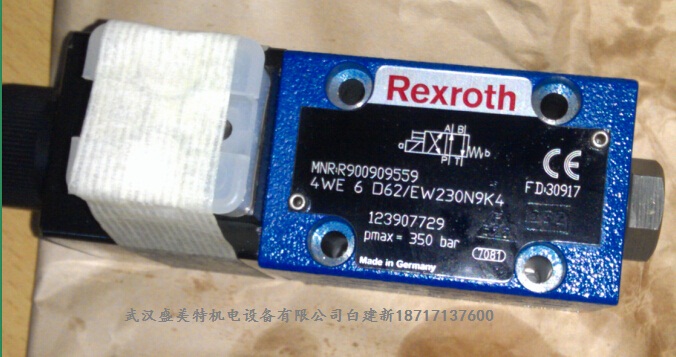 Rexroth
A B
a
b
P T
MNR:R900909559
FD:30917
4WE 6 D62/EW230N9K4
123907729
pmax = 350 bar
7081
Made in Germany
CE
武汉盛美特机电设备有限公司白建新18717137600